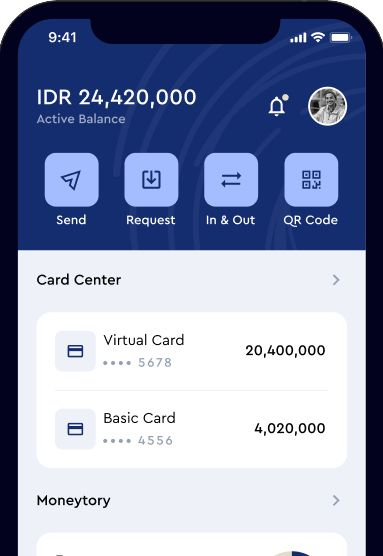 9:41
IDR 24,420,000
Active Balance
Send
Request
In & Out
QR Code
Card Center
Virtual Card
•••• 5678
20,400,000
Basic Card
•••• 4556
4,020,000
Moneytory